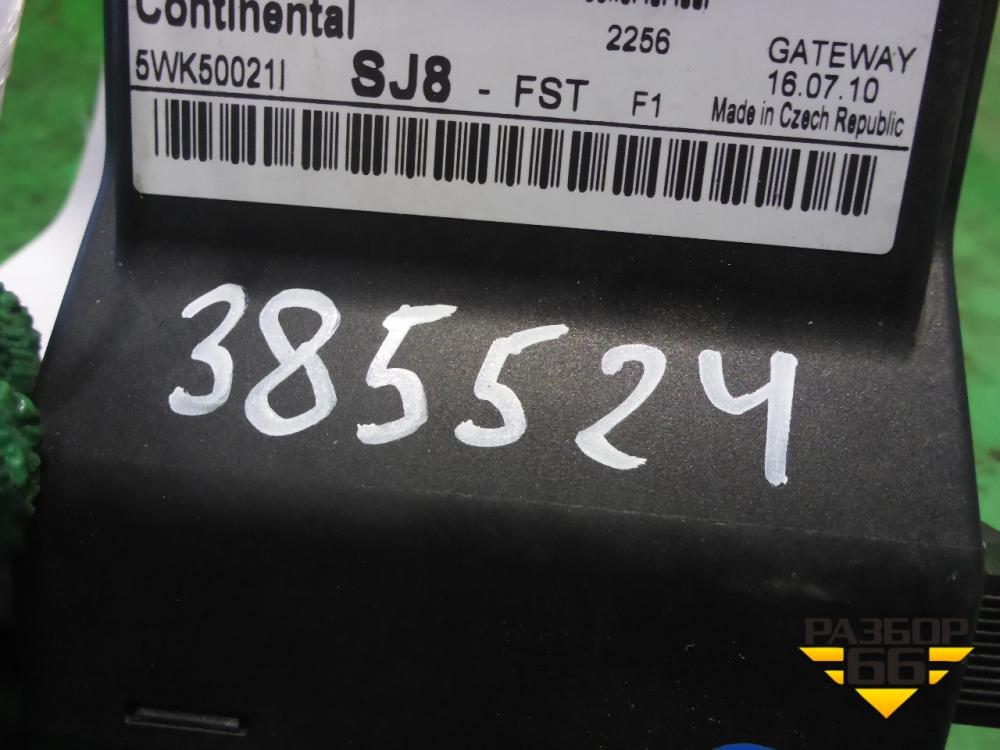 Continental
2256
GATEWAY
5WK50021I
SJ8 - FST F1
16.07.10
Made in Czech Republic
385524
РАЗБОР
66